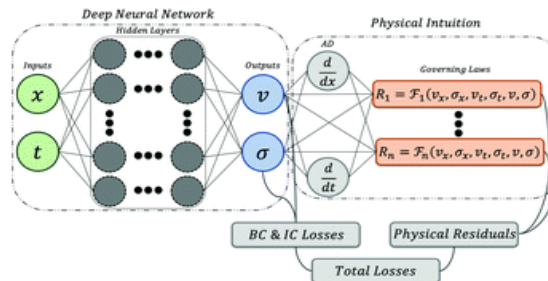 Deep Neural Network
Physical Intuition
Hidden Layers
Inputs
Outputs
AD
Governing Laws
x
t
v
σ
d/dx
d/dt
R₁ = ℱ₁(vₓ, σₓ, vₜ, σₜ, v, σ)
Rₙ = ℱₙ(vₓ, σₓ, vₜ, σₜ, v, σ)
BC & IC Losses
Physical Residuals
Total Losses